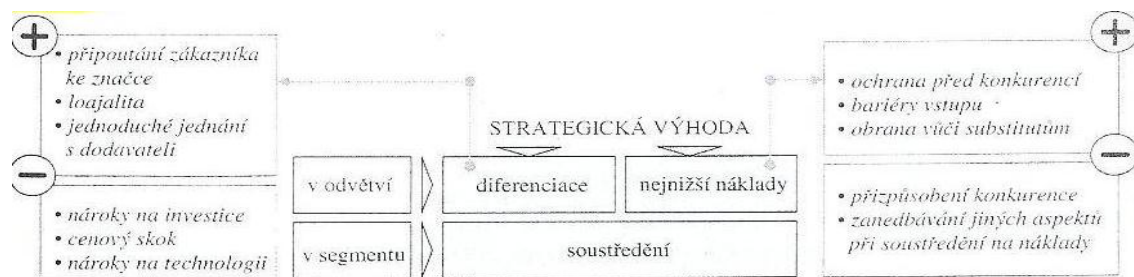 +
• připoutání zákazníka
ke značce
• loajalita
• jednoduché jednání
s dodavateli
−
• nároky na investice
• cenový skok
• nároky na technologii
STRATEGICKÁ VÝHODA
v odvětví
diferenciace
nejnižší náklady
v segmentu
soustředění
+
• ochrana před konkurencí
• bariéry vstupu
• obrana vůči substitutům
−
• přizpůsobení konkurence
• zanedbávání jiných aspektů
při soustředění na náklady